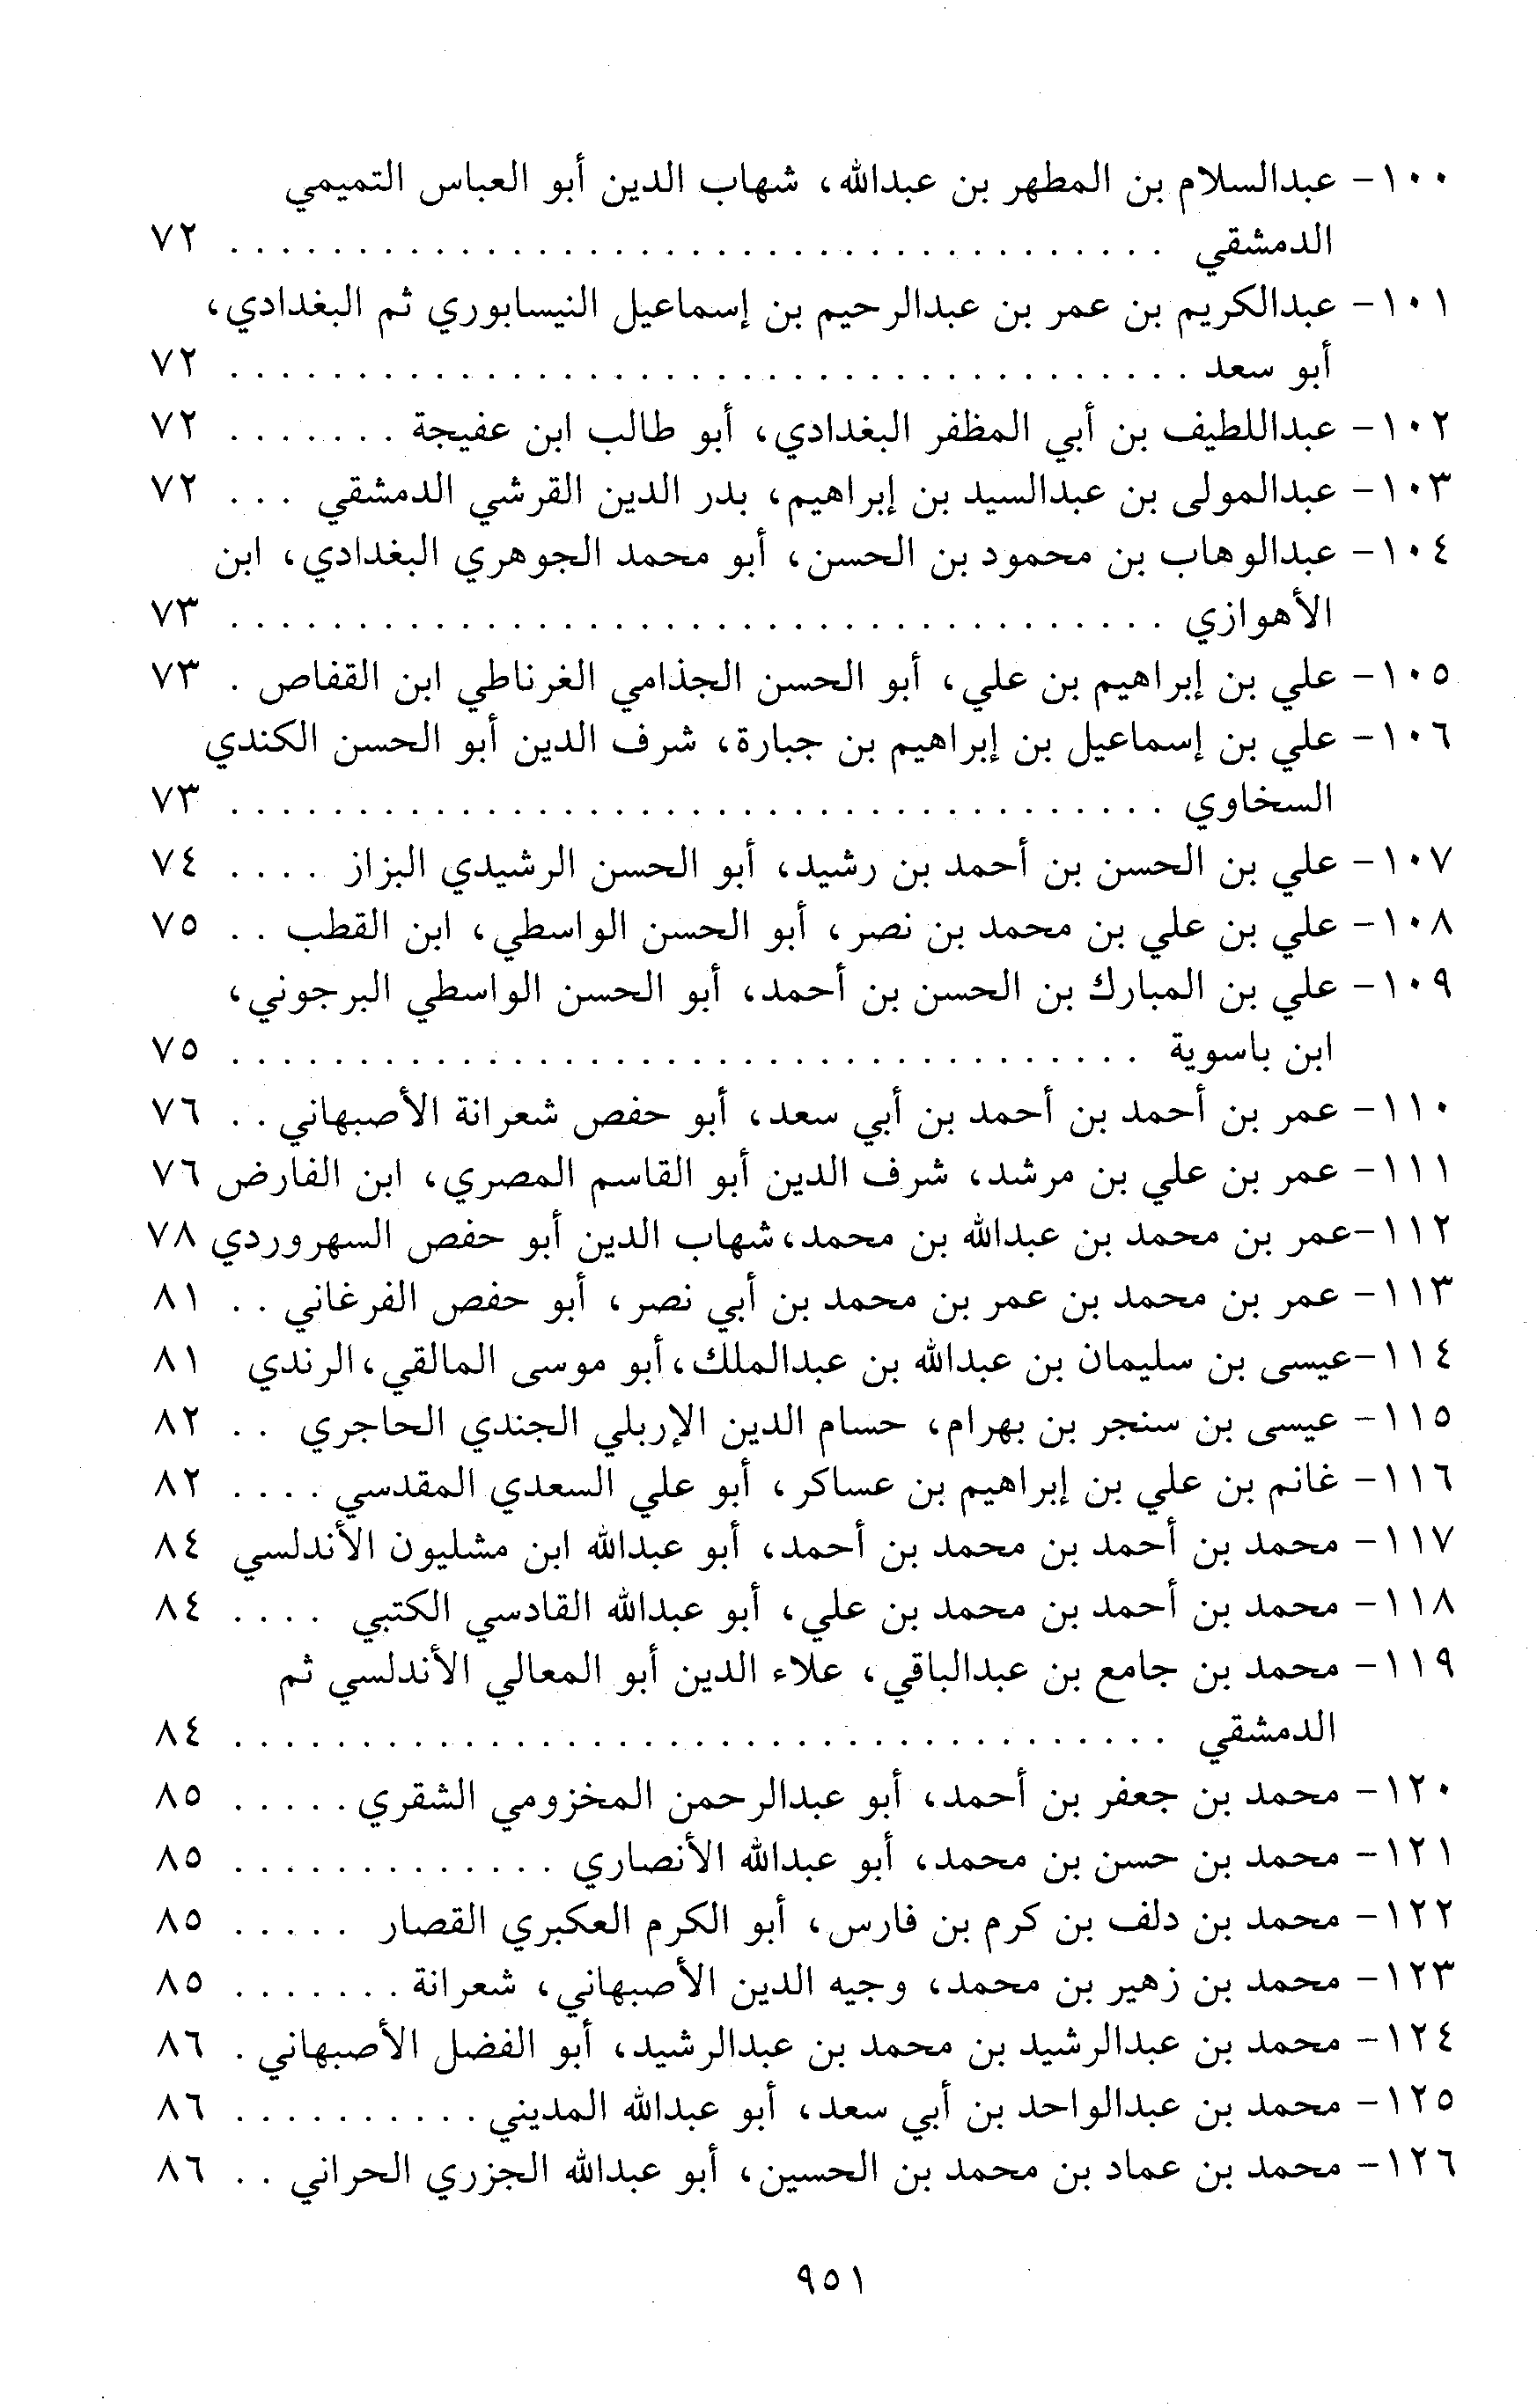 ١٠٠- عبدالسلام بن المطهر بن عبدالله، شهاب الدين أبو العباس التميمي
الدمشقي . . . . . . . . . . . . . . . . . . . . . . . . . . . . . . . . . . . . . ٧٢
١٠١- عبدالكريم بن عمر بن عبدالرحيم بن إسماعيل النيسابوري ثم البغدادي،
أبو سعد . . . . . . . . . . . . . . . . . . . . . . . . . . . . . . . . . . . . . . ٧٢
١٠٢- عبداللطيف بن أبي المظفر البغدادي، أبو طالب ابن عفيجة . . . . . . . ٧٢
١٠٣- عبدالمولى بن عبدالسيد بن إبراهيم، بدر الدين القرشي الدمشقي . . . ٧٢
١٠٤- عبدالوهاب بن محمود بن الحسن، أبو محمد الجوهري البغدادي، ابن
الأهوازي . . . . . . . . . . . . . . . . . . . . . . . . . . . . . . . . . . . . . ٧٣
١٠٥- علي بن إبراهيم بن علي، أبو الحسن الجذامي الغرناطي ابن القفاص . ٧٣
١٠٦- علي بن إسماعيل بن إبراهيم بن جبارة، شرف الدين أبو الحسن الكندي
السخاوي . . . . . . . . . . . . . . . . . . . . . . . . . . . . . . . . . . . . . ٧٣
١٠٧- علي بن الحسن بن أحمد بن رشيد، أبو الحسن الرشيدي البزاز . . . . ٧٤
١٠٨- علي بن علي بن محمد بن نصر، أبو الحسن الواسطي، ابن القطب . . ٧٥
١٠٩- علي بن المبارك بن الحسن بن أحمد، أبو الحسن الواسطي البرجوني،
ابن باسوية . . . . . . . . . . . . . . . . . . . . . . . . . . . . . . . . . . . . ٧٥
١١٠- عمر بن أحمد بن أحمد بن أبي سعد، أبو حفص شعرانة الأصبهاني . . ٧٦
١١١- عمر بن علي بن مرشد، شرف الدين أبو القاسم المصري، ابن الفارض ٧٦
١١٢-عمر بن محمد بن عبدالله بن محمد،شهاب الدين أبو حفص السهروردي ٧٨
١١٣- عمر بن محمد بن عمر بن محمد بن أبي نصر، أبو حفص الفرغاني . . ٨١
١١٤-عيسى بن سليمان بن عبدالله بن عبدالملك،أبو موسى المالقي،الرندي ٨١
١١٥- عيسى بن سنجر بن بهرام، حسام الدين الإربلي الجندي الحاجري . . ٨٢
١١٦- غانم بن علي بن إبراهيم بن عساكر، أبو علي السعدي المقدسي . . . . ٨٢
١١٧- محمد بن أحمد بن محمد بن أحمد، أبو عبدالله ابن مشليون الأندلسي ٨٤
١١٨- محمد بن أحمد بن محمد بن علي، أبو عبدالله القادسي الكتبي . . . . ٨٤
١١٩- محمد بن جامع بن عبدالباقي، علاء الدين أبو المعالي الأندلسي ثم
الدمشقي . . . . . . . . . . . . . . . . . . . . . . . . . . . . . . . . . . . . . ٨٤
١٢٠- محمد بن جعفر بن أحمد، أبو عبدالرحمن المخزومي الشقري . . . . . ٨٥
١٢١- محمد بن حسن بن محمد، أبو عبدالله الأنصاري . . . . . . . . . . . . . ٨٥
١٢٢- محمد بن دلف بن كرم بن فارس، أبو الكرم العكبري القصار . . . . . ٨٥
١٢٣- محمد بن زهير بن محمد، وجيه الدين الأصبهاني، شعرانة . . . . . . . ٨٥
١٢٤- محمد بن عبدالرشيد بن محمد بن عبدالرشيد، أبو الفضل الأصبهاني . ٨٦
١٢٥- محمد بن عبدالواحد بن أبي سعد، أبو عبدالله المديني . . . . . . . . . . ٨٦
١٢٦- محمد بن عماد بن محمد بن الحسين، أبو عبدالله الجزري الحراني . . ٨٦
٩٥١